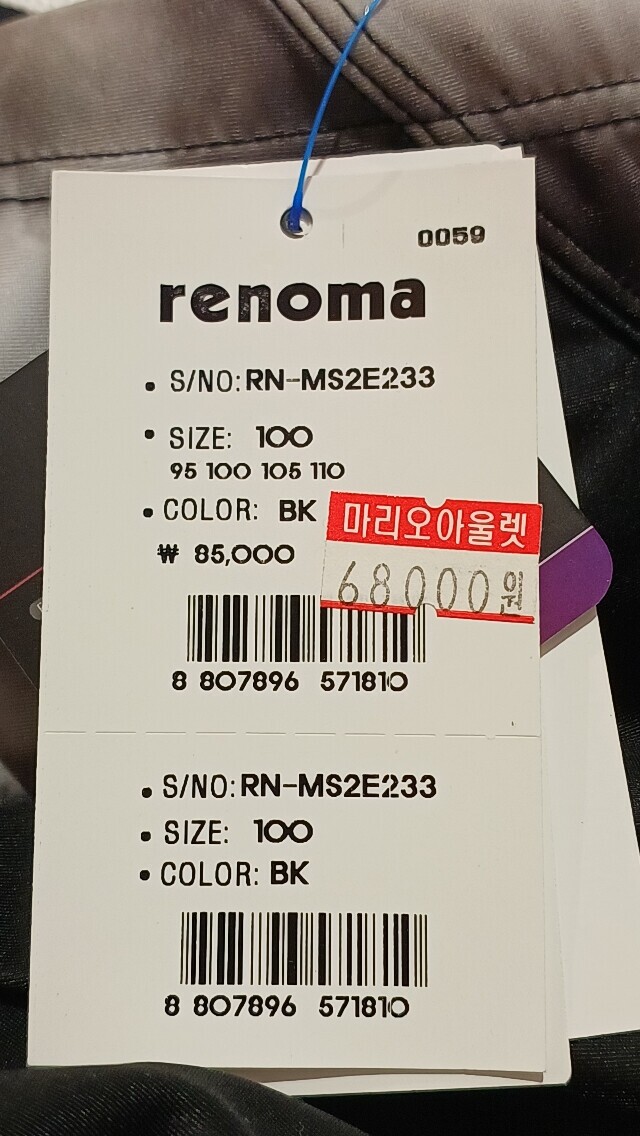 0059
renoma
• S/NO: RN-MS2E233
• SIZE: 100
95 100 105 110
• COLOR: BK
마리오아울렛
₩ 85,000
68000원
8 807896 571810
• S/NO: RN-MS2E233
• SIZE: 100
• COLOR: BK
8 807896 571810